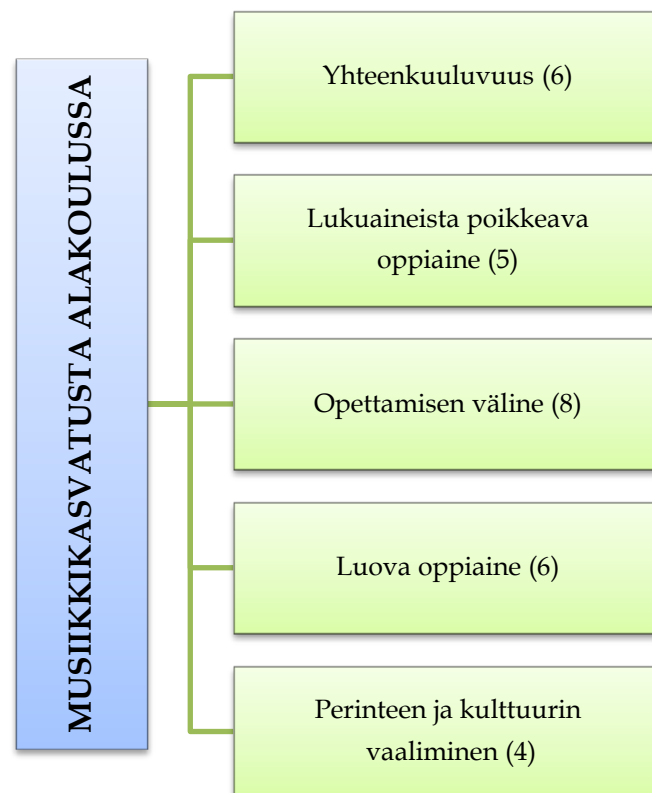 MUSIIKKIKASVATUSTA ALAKOULUSSA
Yhteenkuuluvuus (6)
Lukuaineista poikkeava
oppiaine (5)
Opettamisen väline (8)
Luova oppiaine (6)
Perinteen ja kulttuurin
vaaliminen (4)